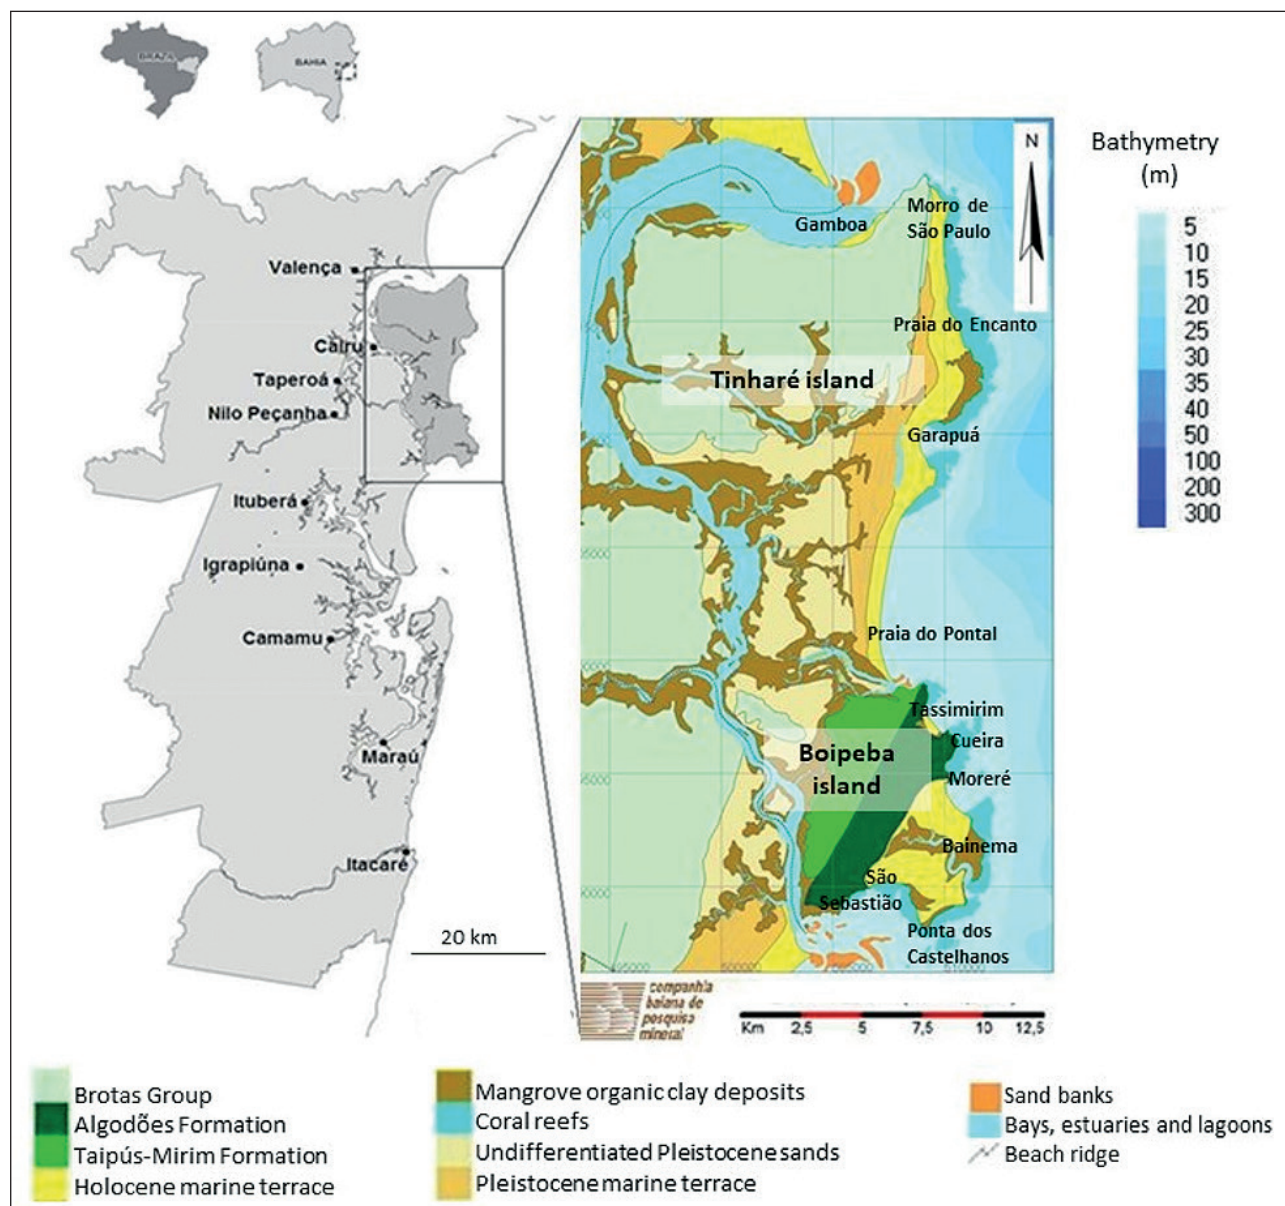 BRAZIL
BAHIA
Valença
Cairu
Taperoá
Nilo Peçanha
Ituberá
Igrapiúna
Camamu
Maraú
Itacaré
20 km
N
Gamboa
Morro de
São Paulo
Praia do Encanto
Tinharé island
Garapuá
Praia do Pontal
Tassimirim
Cueira
Boipeba
island
Moreré
Bainema
São
Sebastião
Ponta dos
Castelhanos
companhia
baiana de
pesquisa
mineral
Km 2,5 5 7,5 10 12,5
Bathymetry
(m)
5
10
15
20
25
30
35
40
50
100
200
300
Brotas Group
Algodões Formation
Taipús-Mirim Formation
Holocene marine terrace
Mangrove organic clay deposits
Coral reefs
Undifferentiated Pleistocene sands
Pleistocene marine terrace
Sand banks
Bays, estuaries and lagoons
Beach ridge